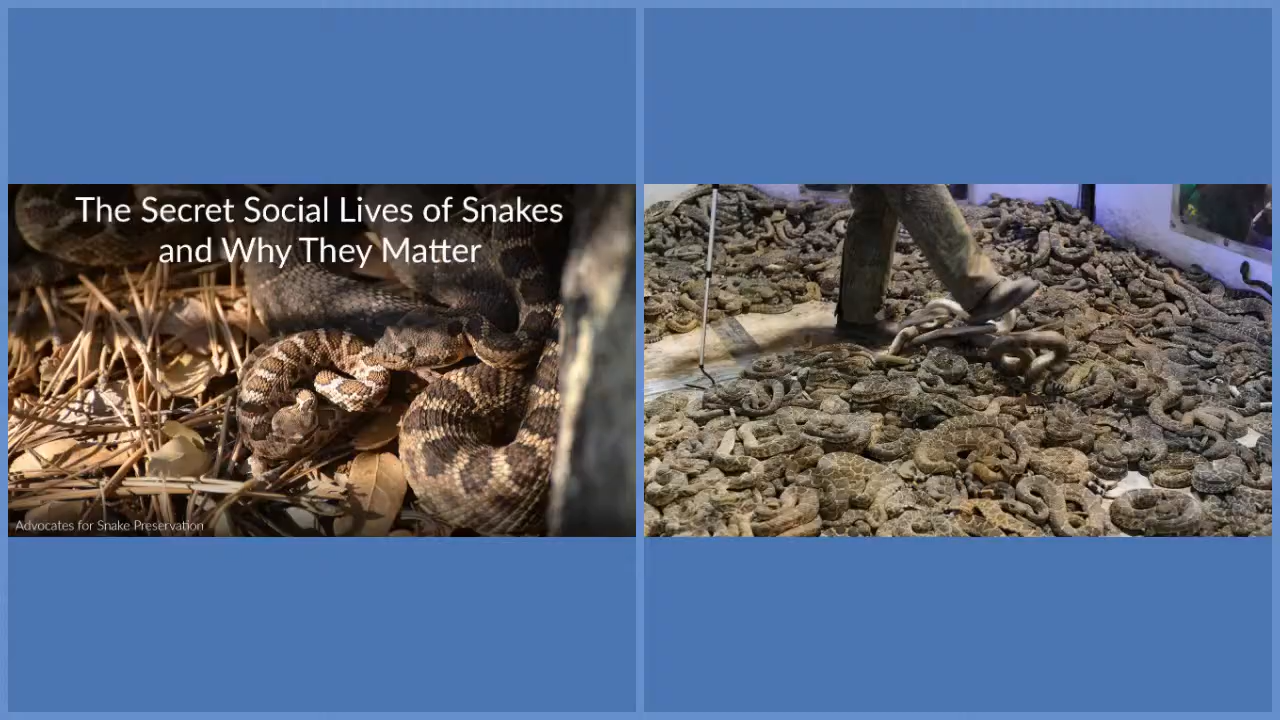 The Secret Social Lives of Snakes
and Why They Matter
Advocates for Snake Preservation